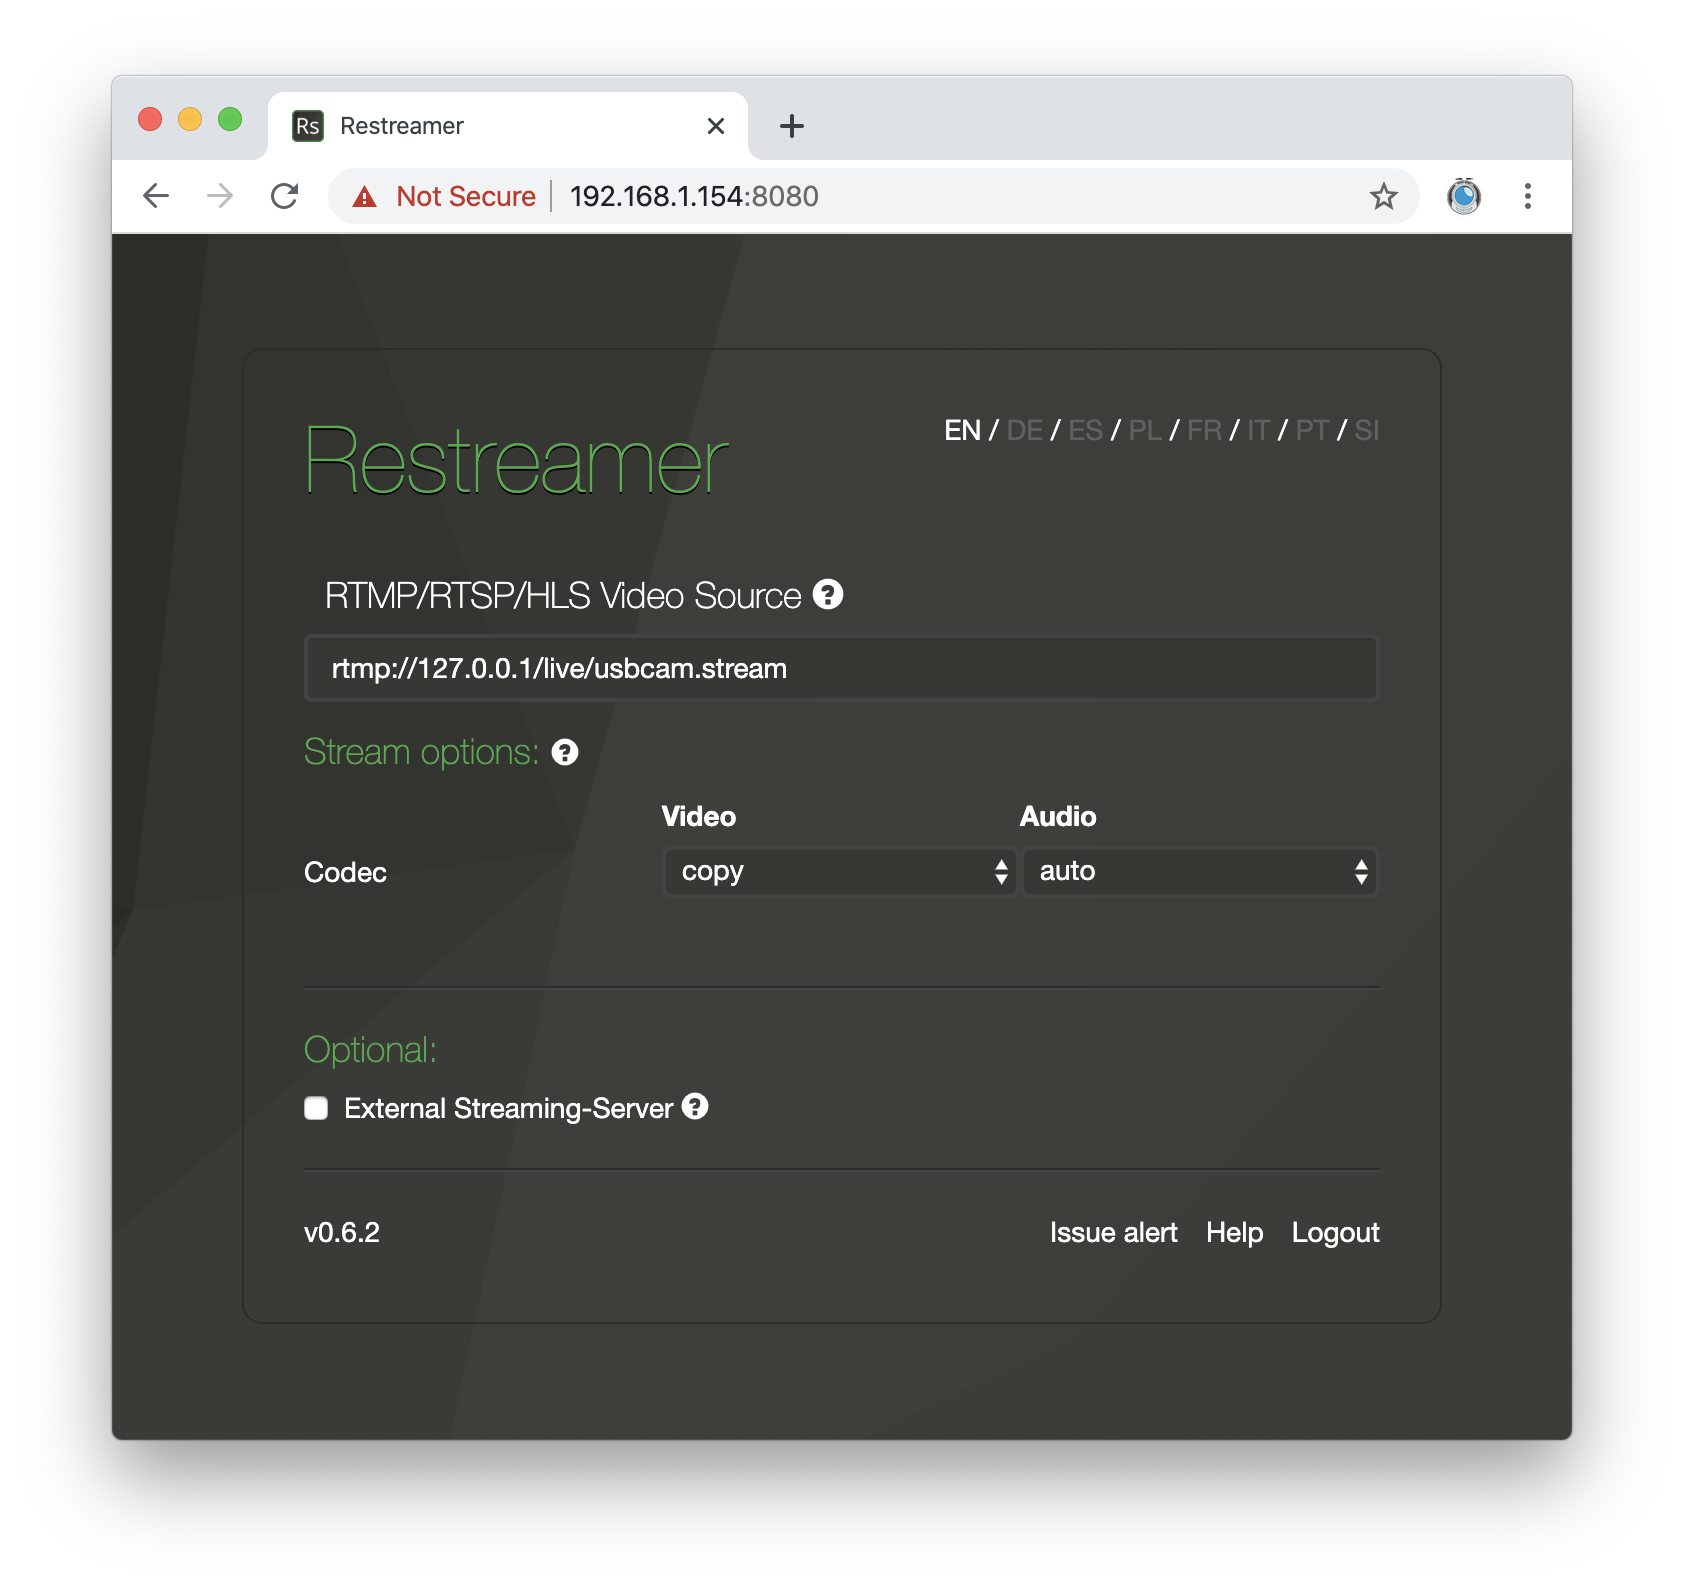 Rs Restreamer
Not Secure 192.168.1.154:8080
EN / DE / ES / PL / FR / IT / PT / SI
Restreamer
RTMP/RTSP/HLS Video Source ?
rtmp://127.0.0.1/live/usbcam.stream
Stream options: ?
Video Audio
Codec copy auto
Optional:
External Streaming-Server ?
v0.6.2 Issue alert Help Logout